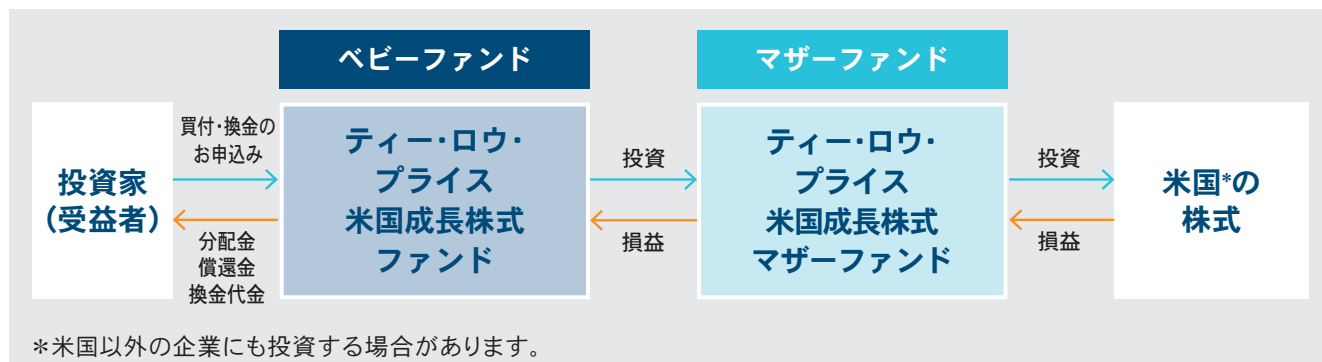 ベビーファンド
マザーファンド
投資家
（受益者）
買付・換金の
お申込み
分配金
償還金
換金代金
ティー・ロウ・
プライス
米国成長株式
ファンド
投資
損益
ティー・ロウ・
プライス
米国成長株式
マザーファンド
投資
損益
米国*の
株式
＊米国以外の企業にも投資する場合があります。